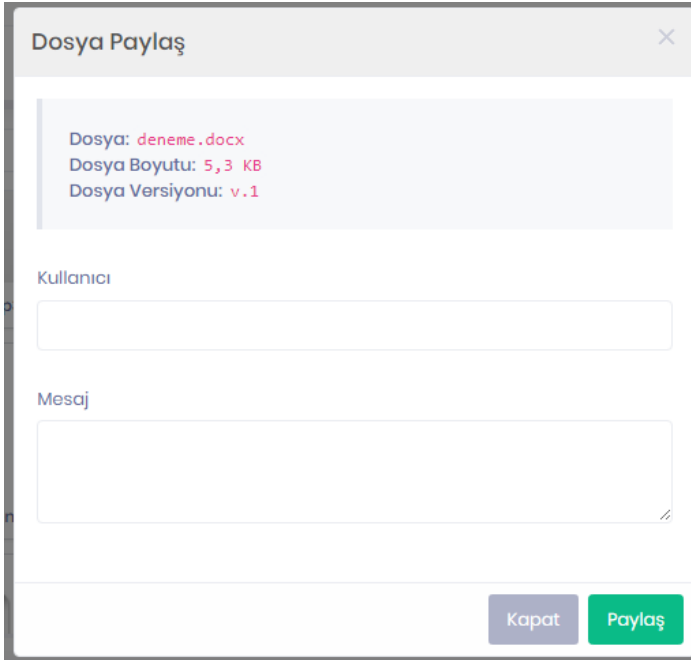 Dosya Paylaş
Dosya: deneme.docx
Dosya Boyutu: 5,3 KB
Dosya Versiyonu: v.1
Kullanıcı
Mesaj
Kapat
Paylaş